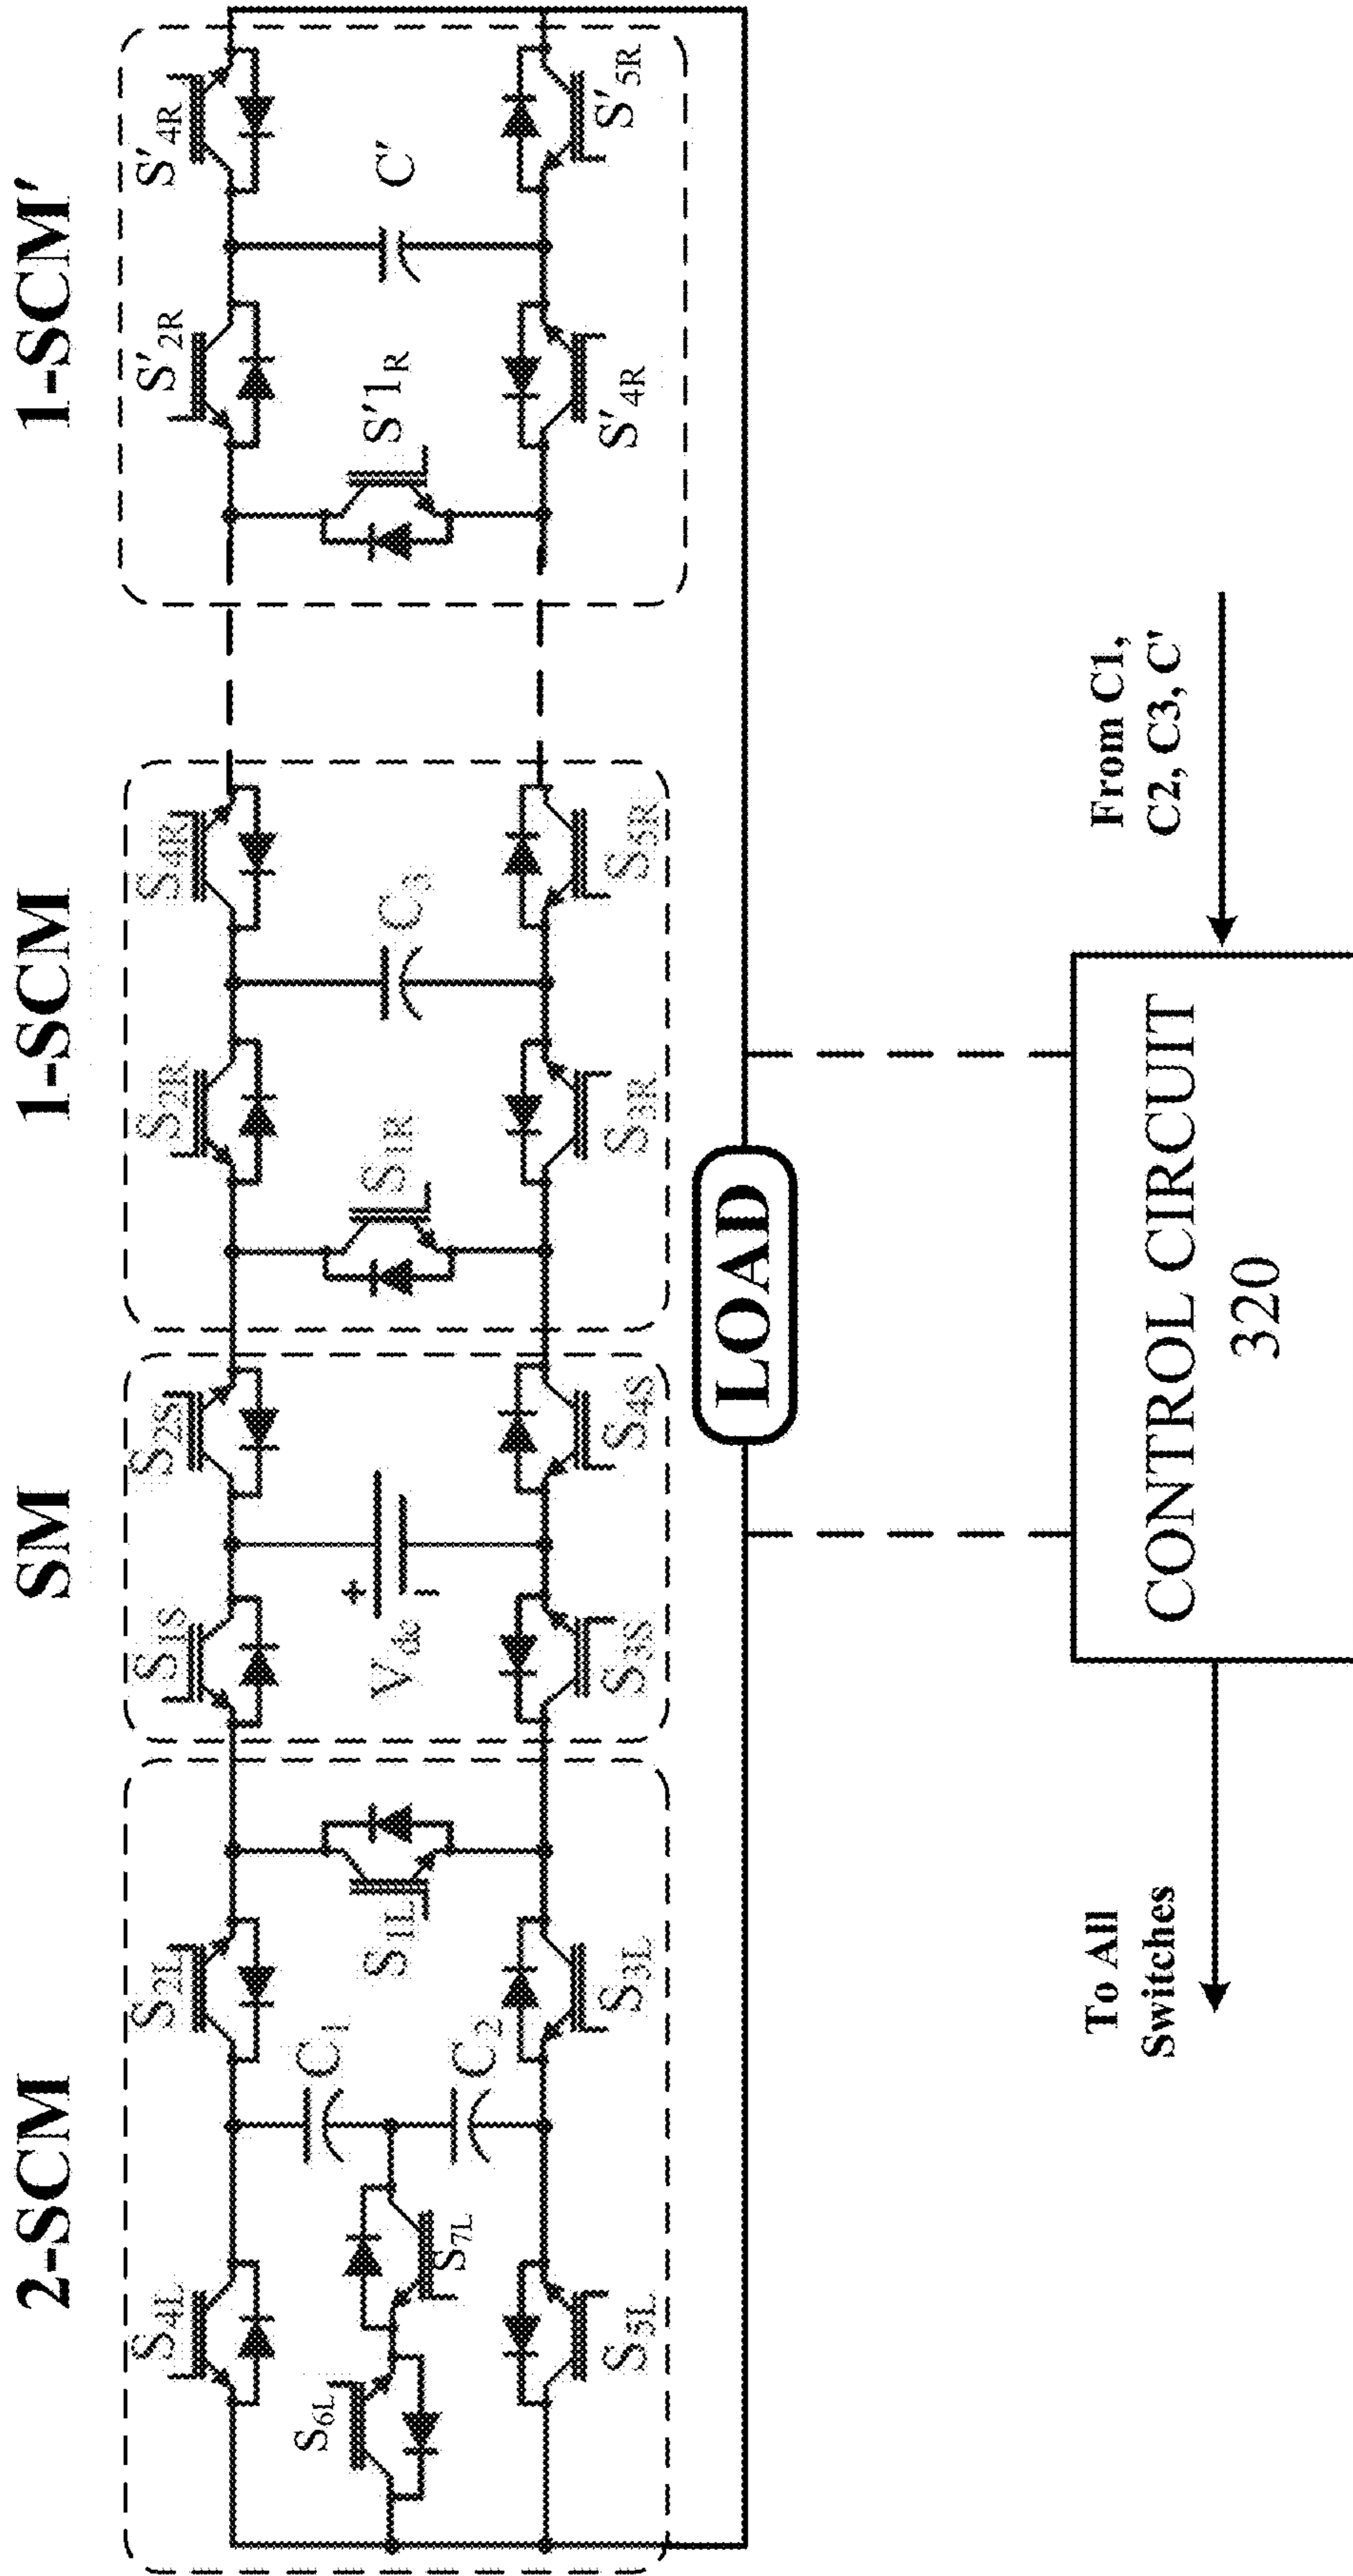 2-SCM
SM
1-SCM
1-SCM'
S4L
S2L
S1S
S2S
S2R
S4R
S'2R
S'4R
S6L
S7L
C1
C2
S1L
Vdc
+
-
S1R
C3
S'1R
C'
S5L
S3L
S3S
S4S
S3R
S5R
S'4R
S'5R
LOAD
To All
Switches
CONTROL CIRCUIT
320
From C1,
C2, C3, C'